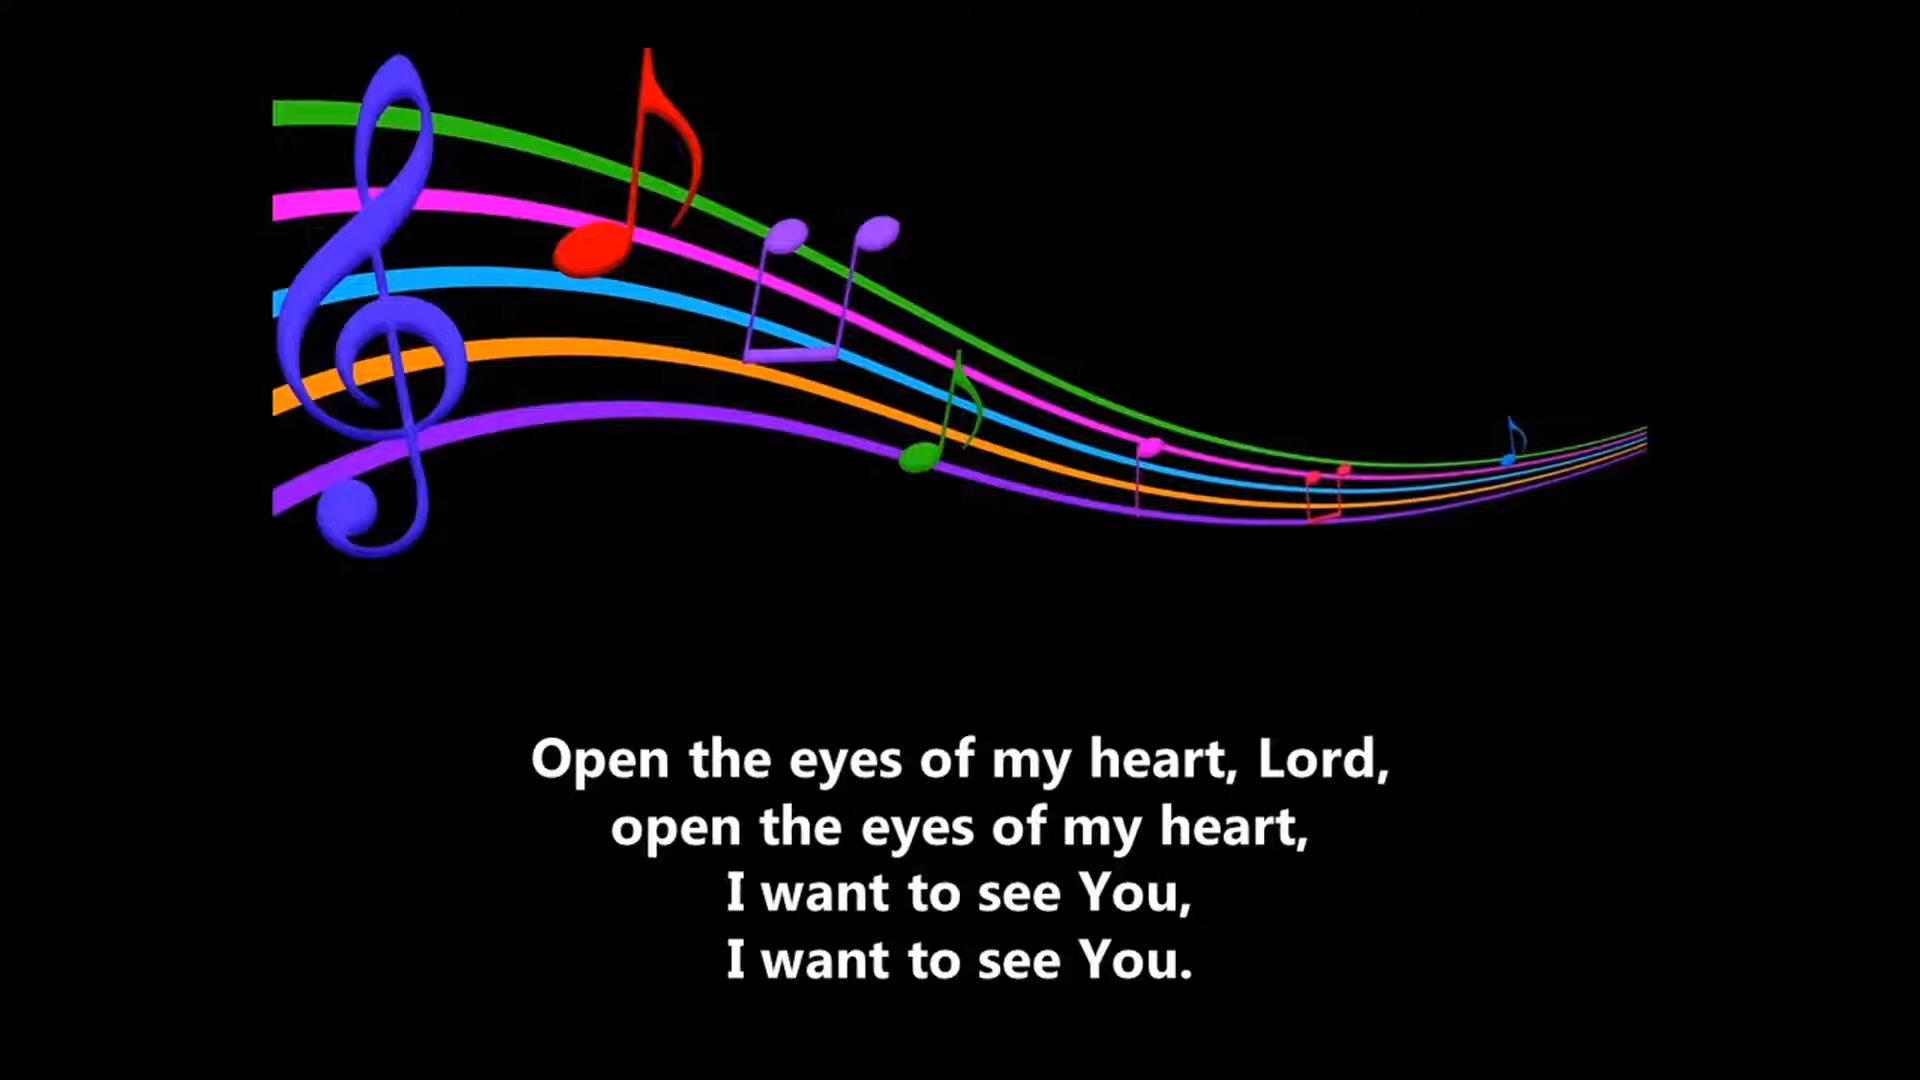 Open the eyes of my heart, Lord,
open the eyes of my heart,
I want to see You,
I want to see You.